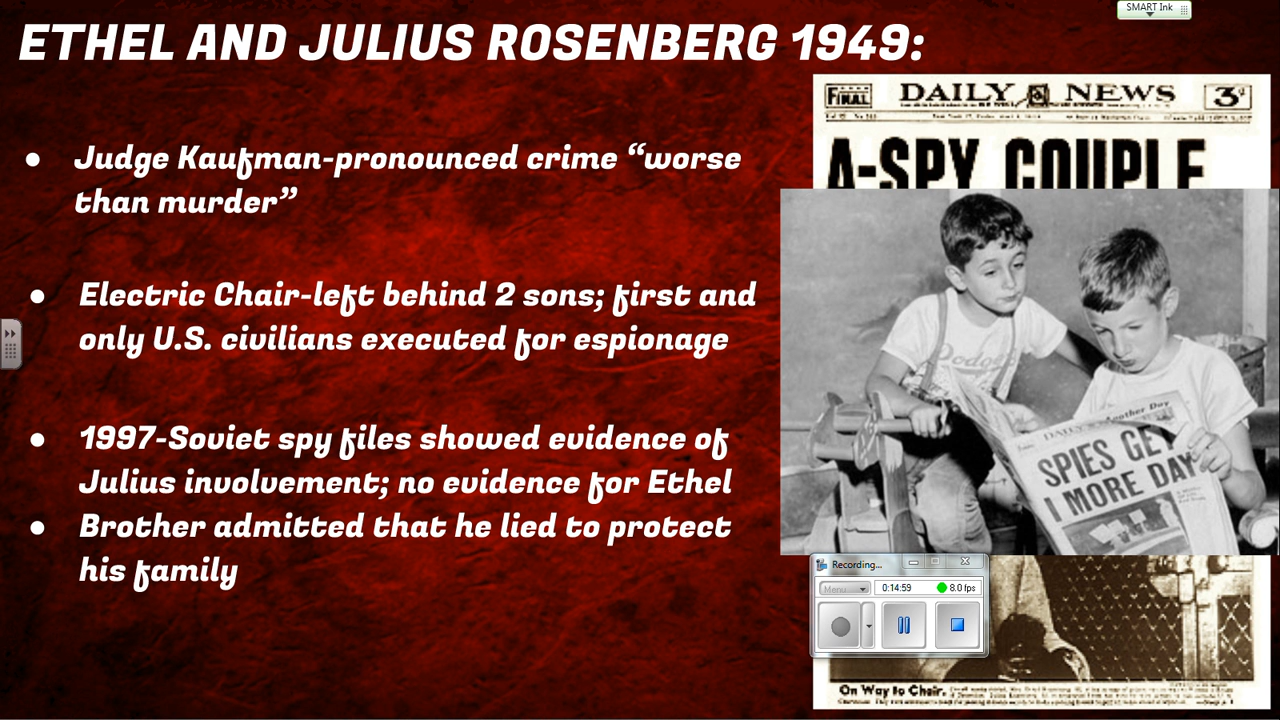 SMART Ink
ETHEL AND JULIUS ROSENBERG 1949:
● Judge Kaufman-pronounced crime “worse
than murder”
● Electric Chair-left behind 2 sons; first and
only U.S. civilians executed for espionage
● 1997-Soviet spy files showed evidence of
Julius involvement; no evidence for Ethel
● Brother admitted that he lied to protect
his family
FINAL
DAILY NEWS
3¢
A-SPY COUPLE
Another Day
DAILY
SPIES GET
1 MORE DAY
Recording...
Menu
0:14:59
8.0 fps
On Way to Chair.